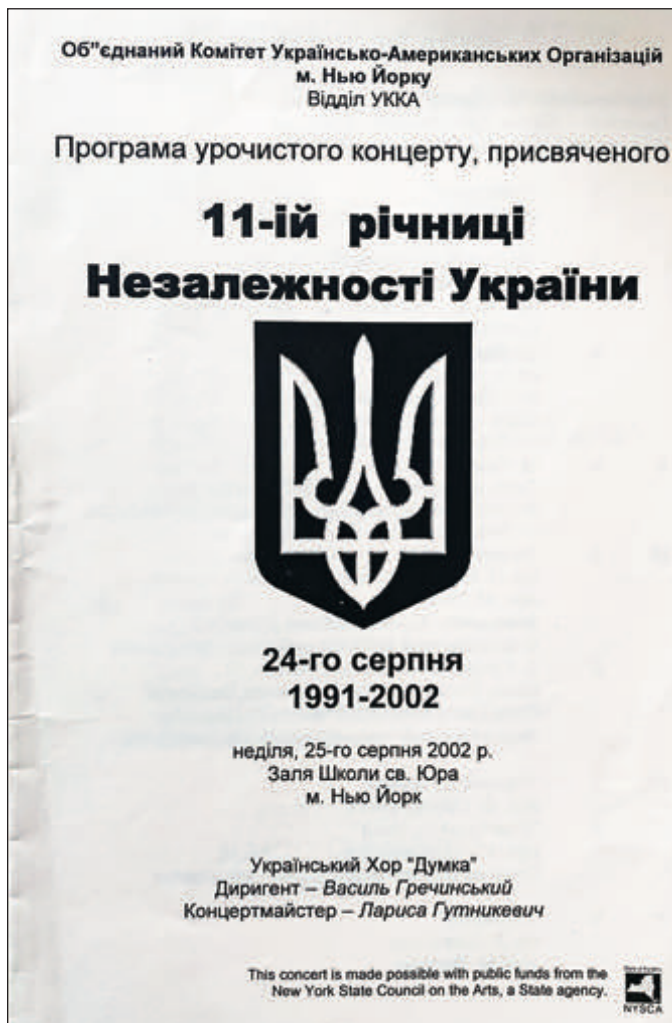 Об"єднаний Комітет Українсько-Американських Організацій
м. Нью Йорку
Відділ УККА
Програма урочистого концерту, присвяченого
11-ій річниці
Незалежності України
24-го серпня
1991-2002
неділя, 25-го серпня 2002 р.
Заля Школи св. Юра
м. Нью Йорк
Український Хор "Думка"
Диригент – Василь Гречинський
Концертмайстер – Лариса Гутникевич
This concert is made possible with public funds from the
New York State Council on the Arts, a State agency.
NYSCA